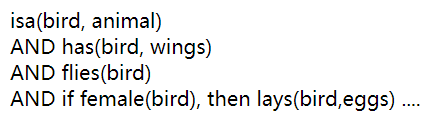 isa(bird, animal)
AND has(bird, wings)
AND flies(bird)
AND if female(bird), then lays(bird,eggs) ....